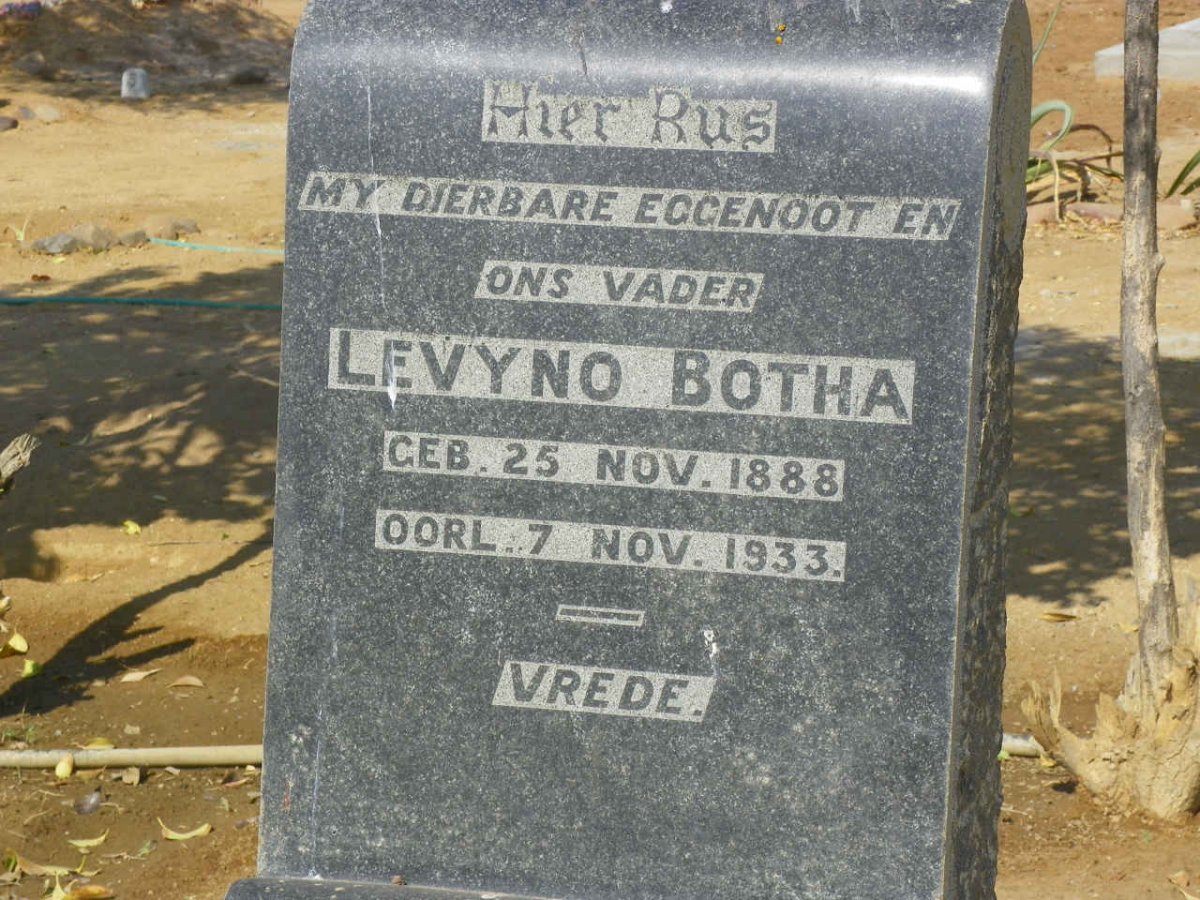 Hier Rus
MY DIERBARE EGGENOOT EN
ONS VADER
LEVYNO BOTHA
GEB. 25 NOV. 1888
OORL. 7 NOV. 1933.
VREDE.